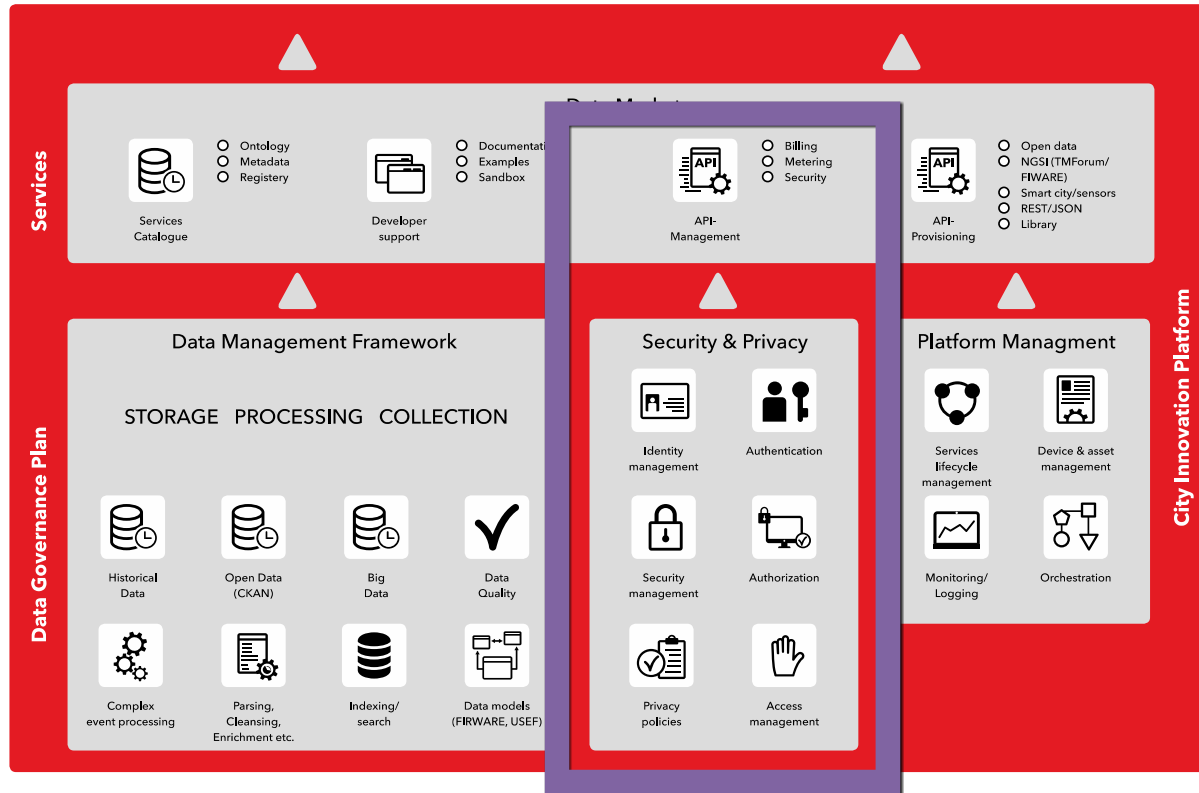 Services
Ontology
Metadata
Registery
Services
Catalogue
Examples
Sandbox
Developer
support
API
Billing
Metering
Security
API-
Management
API
Open data
NGSI (TMForum/
FIWARE)
Smart city/sensors
REST/JSON
Library
API-
Provisioning
Data Governance Plan
Data Management Framework
STORAGE PROCESSING COLLECTION
Historical
Data
Open Data
(CKAN)
Big
Data
Data
Quality
Complex
event processing
Parsing,
Cleansing,
Enrichment etc.
Indexing/
search
Data models
(FIRWARE, USEF)
Security & Privacy
Identity
management
Authentication
Security
management
Authorization
Privacy
policies
Access
management
Platform Managment
Services
lifecycle
management
Device & asset
management
Monitoring/
Logging
Orchestration
City Innovation Platform